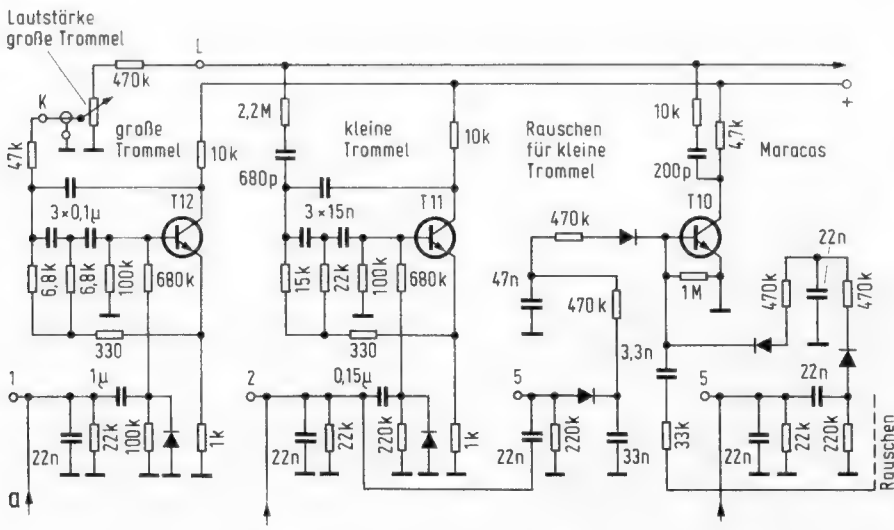 Lautstärke
große Trommel
470k
L
K
47k
große
Trommel
10k
3×0,1µ
T12
6,8k
6,8k
100k
680k
330
1
1µ
22n
22k
100k
1k
a
2,2M
680p
kleine
Trommel
10k
3×15n
T11
15k
22k
100k
680k
330
2
0,15µ
22n
22k
220k
1k
22n
Rauschen
für kleine
Trommel
470k
47n
470k
5
220k
33n
+
10k
4,7k
200p
Maracas
T10
1M
22n
470k
470k
3,3n
33k
5
22n
22n
22k
220k
Rauschen